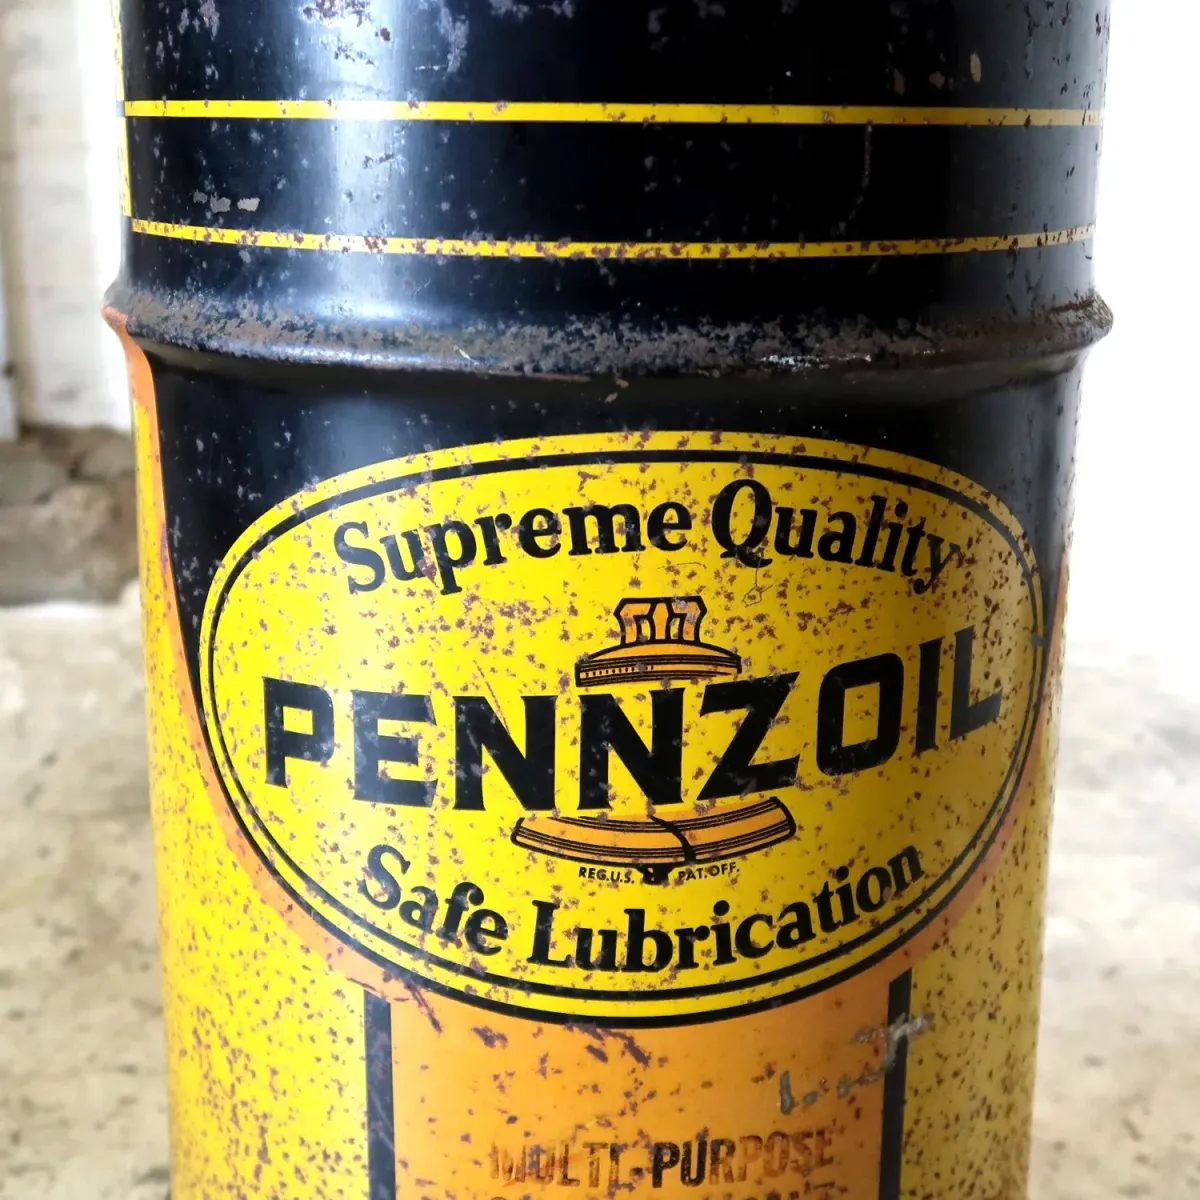 Supreme Quality
PENNZOIL
REG.U.S. PAT.OFF.
Safe Lubrication
MULTI-PURPOSE